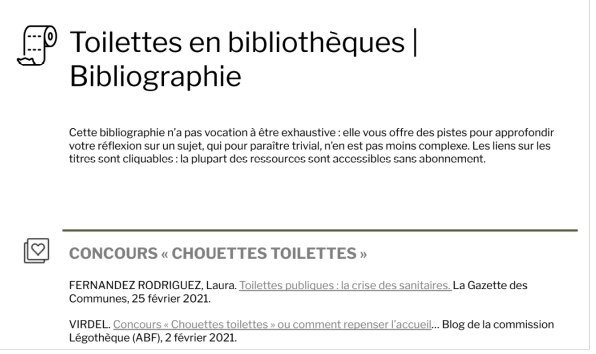 Toilettes en bibliothèques |
Bibliographie
Cette bibliographie n'a pas vocation à être exhaustive : elle vous offre des pistes pour approfondir
votre réflexion sur un sujet, qui pour paraître trivial, n'en est pas moins complexe. Les liens sur les
titres sont cliquables : la plupart des ressources sont accessibles sans abonnement.
CONCOURS « CHOUETTES TOILETTES »
FERNANDEZ RODRIGUEZ, Laura. Toilettes publiques : la crise des sanitaires. La Gazette des
Communes, 25 février 2021.
VIRDEL. Concours « Chouettes toilettes » ou comment repenser l'accueil... Blog de la commission
Légothèque (ABF), 2 février 2021.